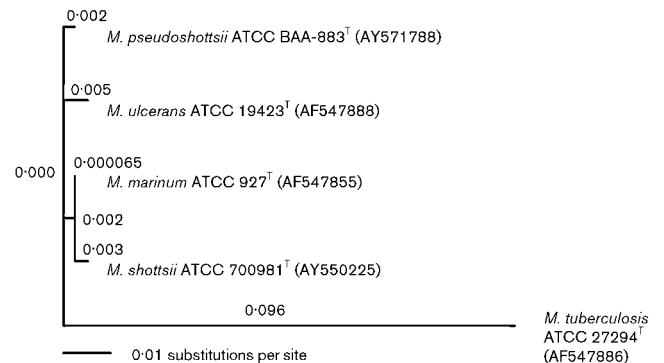 0·002
M. pseudoshottsii ATCC BAA-883ᵀ (AY571788)
0·005
M. ulcerans ATCC 19423ᵀ (AF547888)
0·000065
0·000
M. marinum ATCC 927ᵀ (AF547855)
0·002
0·003
M. shottsii ATCC 700981ᵀ (AY550225)
0·096
M. tuberculosis
ATCC 27294ᵀ
(AF547886)
0·01 substitutions per site